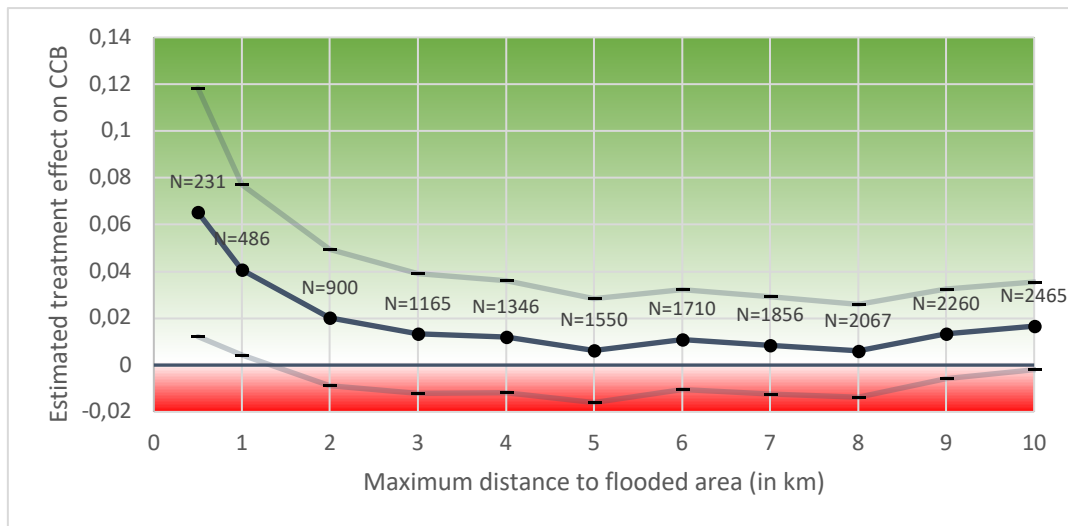 Estimated treatment effect on CCB
0,14
0,12
0,1
0,08
0,06
0,04
0,02
0
-0,02
N=231
N=486
N=900
N=1165
N=1346
N=1550
N=1710
N=1856
N=2067
N=2260
N=2465
0 1 2 3 4 5 6 7 8 9 10
Maximum distance to flooded area (in km)